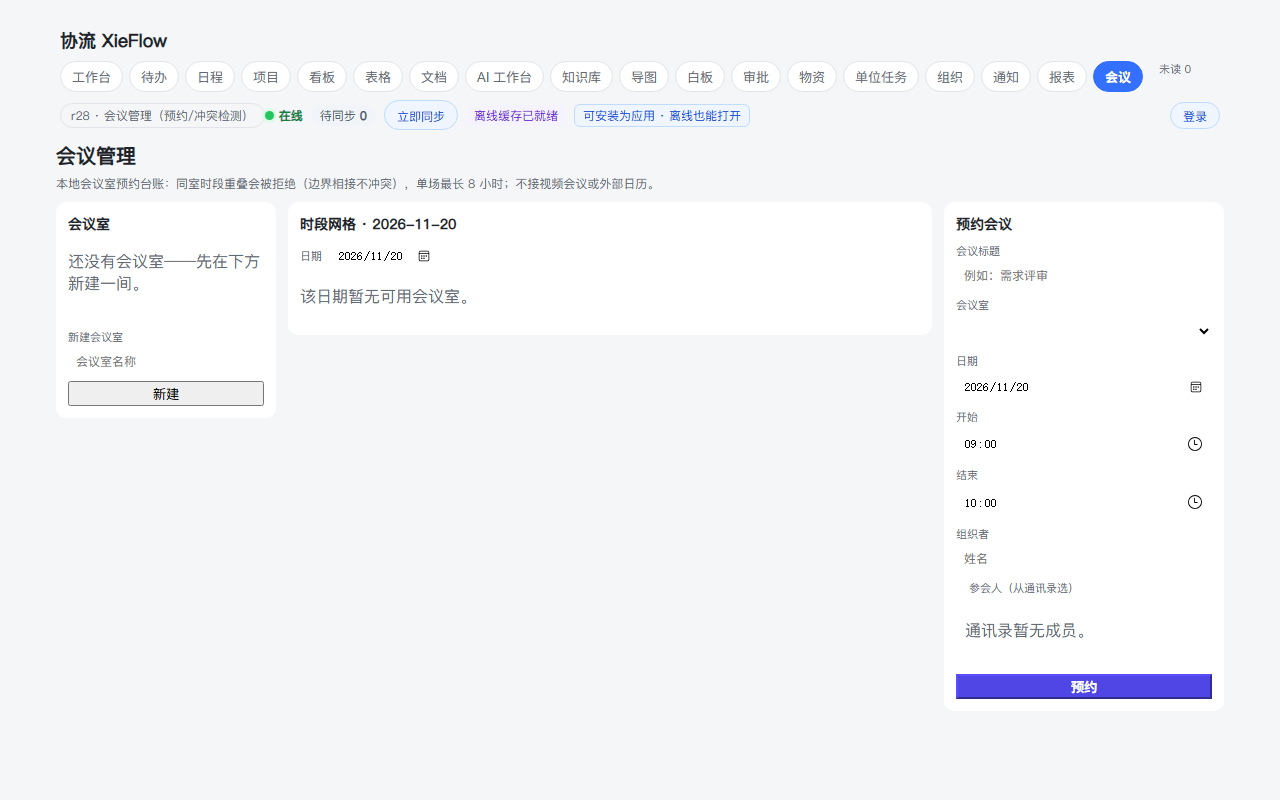 协流 XieFlow
工作台 待办 日程 项目 看板 表格 文档 AI 工作台 知识库 导图 白板 审批 物资 单位任务 组织 通知 报表 会议 未读 0
r28 · 会议管理（预约/冲突检测） 在线 待同步 0 立即同步 离线缓存已就绪 可安装为应用 · 离线也能打开 登录
会议管理
本地会议室预约台账：同室时段重叠会被拒绝（边界相接不冲突），单场最长 8 小时；不接视频会议或外部日历。
会议室
还没有会议室——先在下方
新建一间。
新建会议室
会议室名称
新建
时段网格 · 2026-11-20
日期 2026/11/20
该日期暂无可用会议室。
预约会议
会议标题
例如：需求评审
会议室
日期
2026/11/20
开始
09:00
结束
10:00
组织者
姓名
参会人（从通讯录选）
通讯录暂无成员。
预约